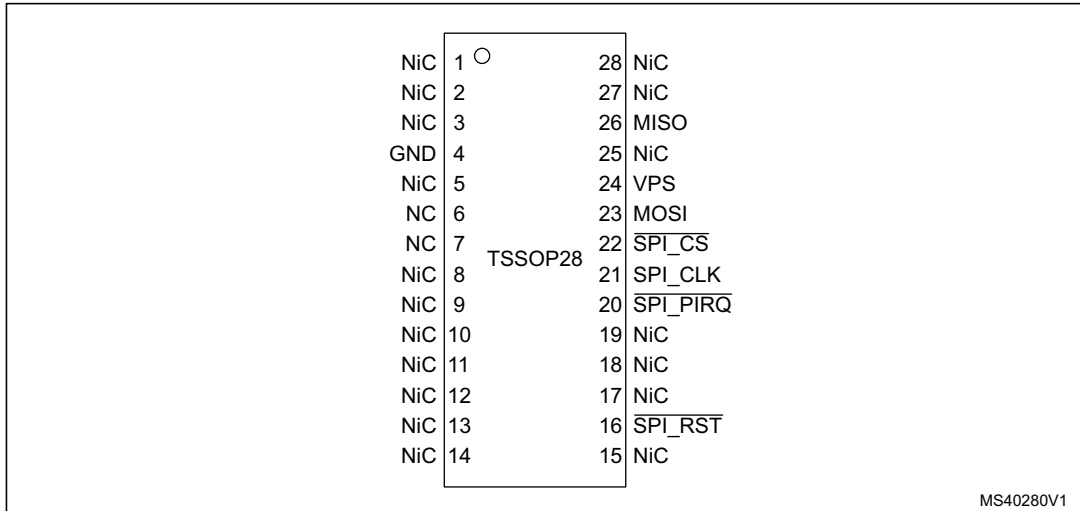 NiC 1 28 NiC
NiC 2 27 NiC
NiC 3 26 MISO
GND 4 25 NiC
NiC 5 24 VPS
NC 6 23 MOSI
NC 7 22 SPI_CS
TSSOP28
NiC 8 21 SPI_CLK
NiC 9 20 SPI_PIRQ
NiC 10 19 NiC
NiC 11 18 NiC
NiC 12 17 NiC
NiC 13 16 SPI_RST
NiC 14 15 NiC
MS40280V1